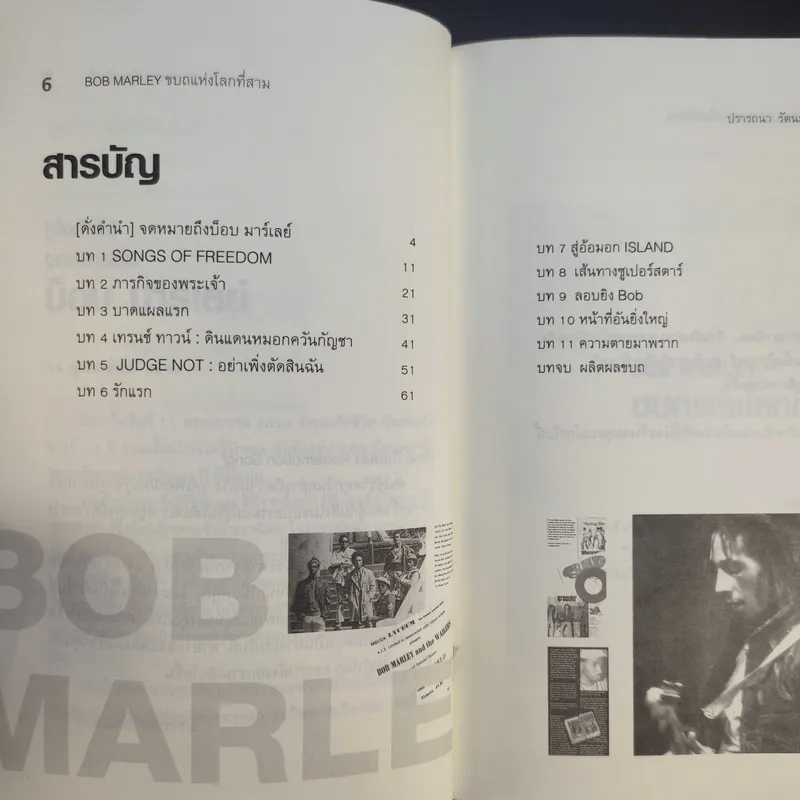 6 BOB MARLEY ขบถแห่งโลกที่สาม
สารบัญ
[ดั่งคำนำ] จดหมายถึงบ็อบ มาร์เลย์ 4
บท 1 SONGS OF FREEDOM 11
บท 2 ภารกิจของพระเจ้า 21
บท 3 บาดแผลแรก 31
บท 4 เทรนซ์ ทาวน์ : ดินแดนหมอกควันกัญชา 41
บท 5 JUDGE NOT : อย่าเพิ่งตัดสินฉัน 51
บท 6 รักแรก 61
BOB
MARLE
LYCEUM
BOB MARLEY and the WAILERS
ปรารถนา
บท 7 สู่อ้อมอก ISLAND
บท 8 เส้นทางซูเปอร์สตาร์
บท 9 ลอบยิง Bob
บท 10 หน้าที่อันยิ่งใหญ่
บท 11 ความตายมาพราก
บทจบ ผลิตผลขบถ